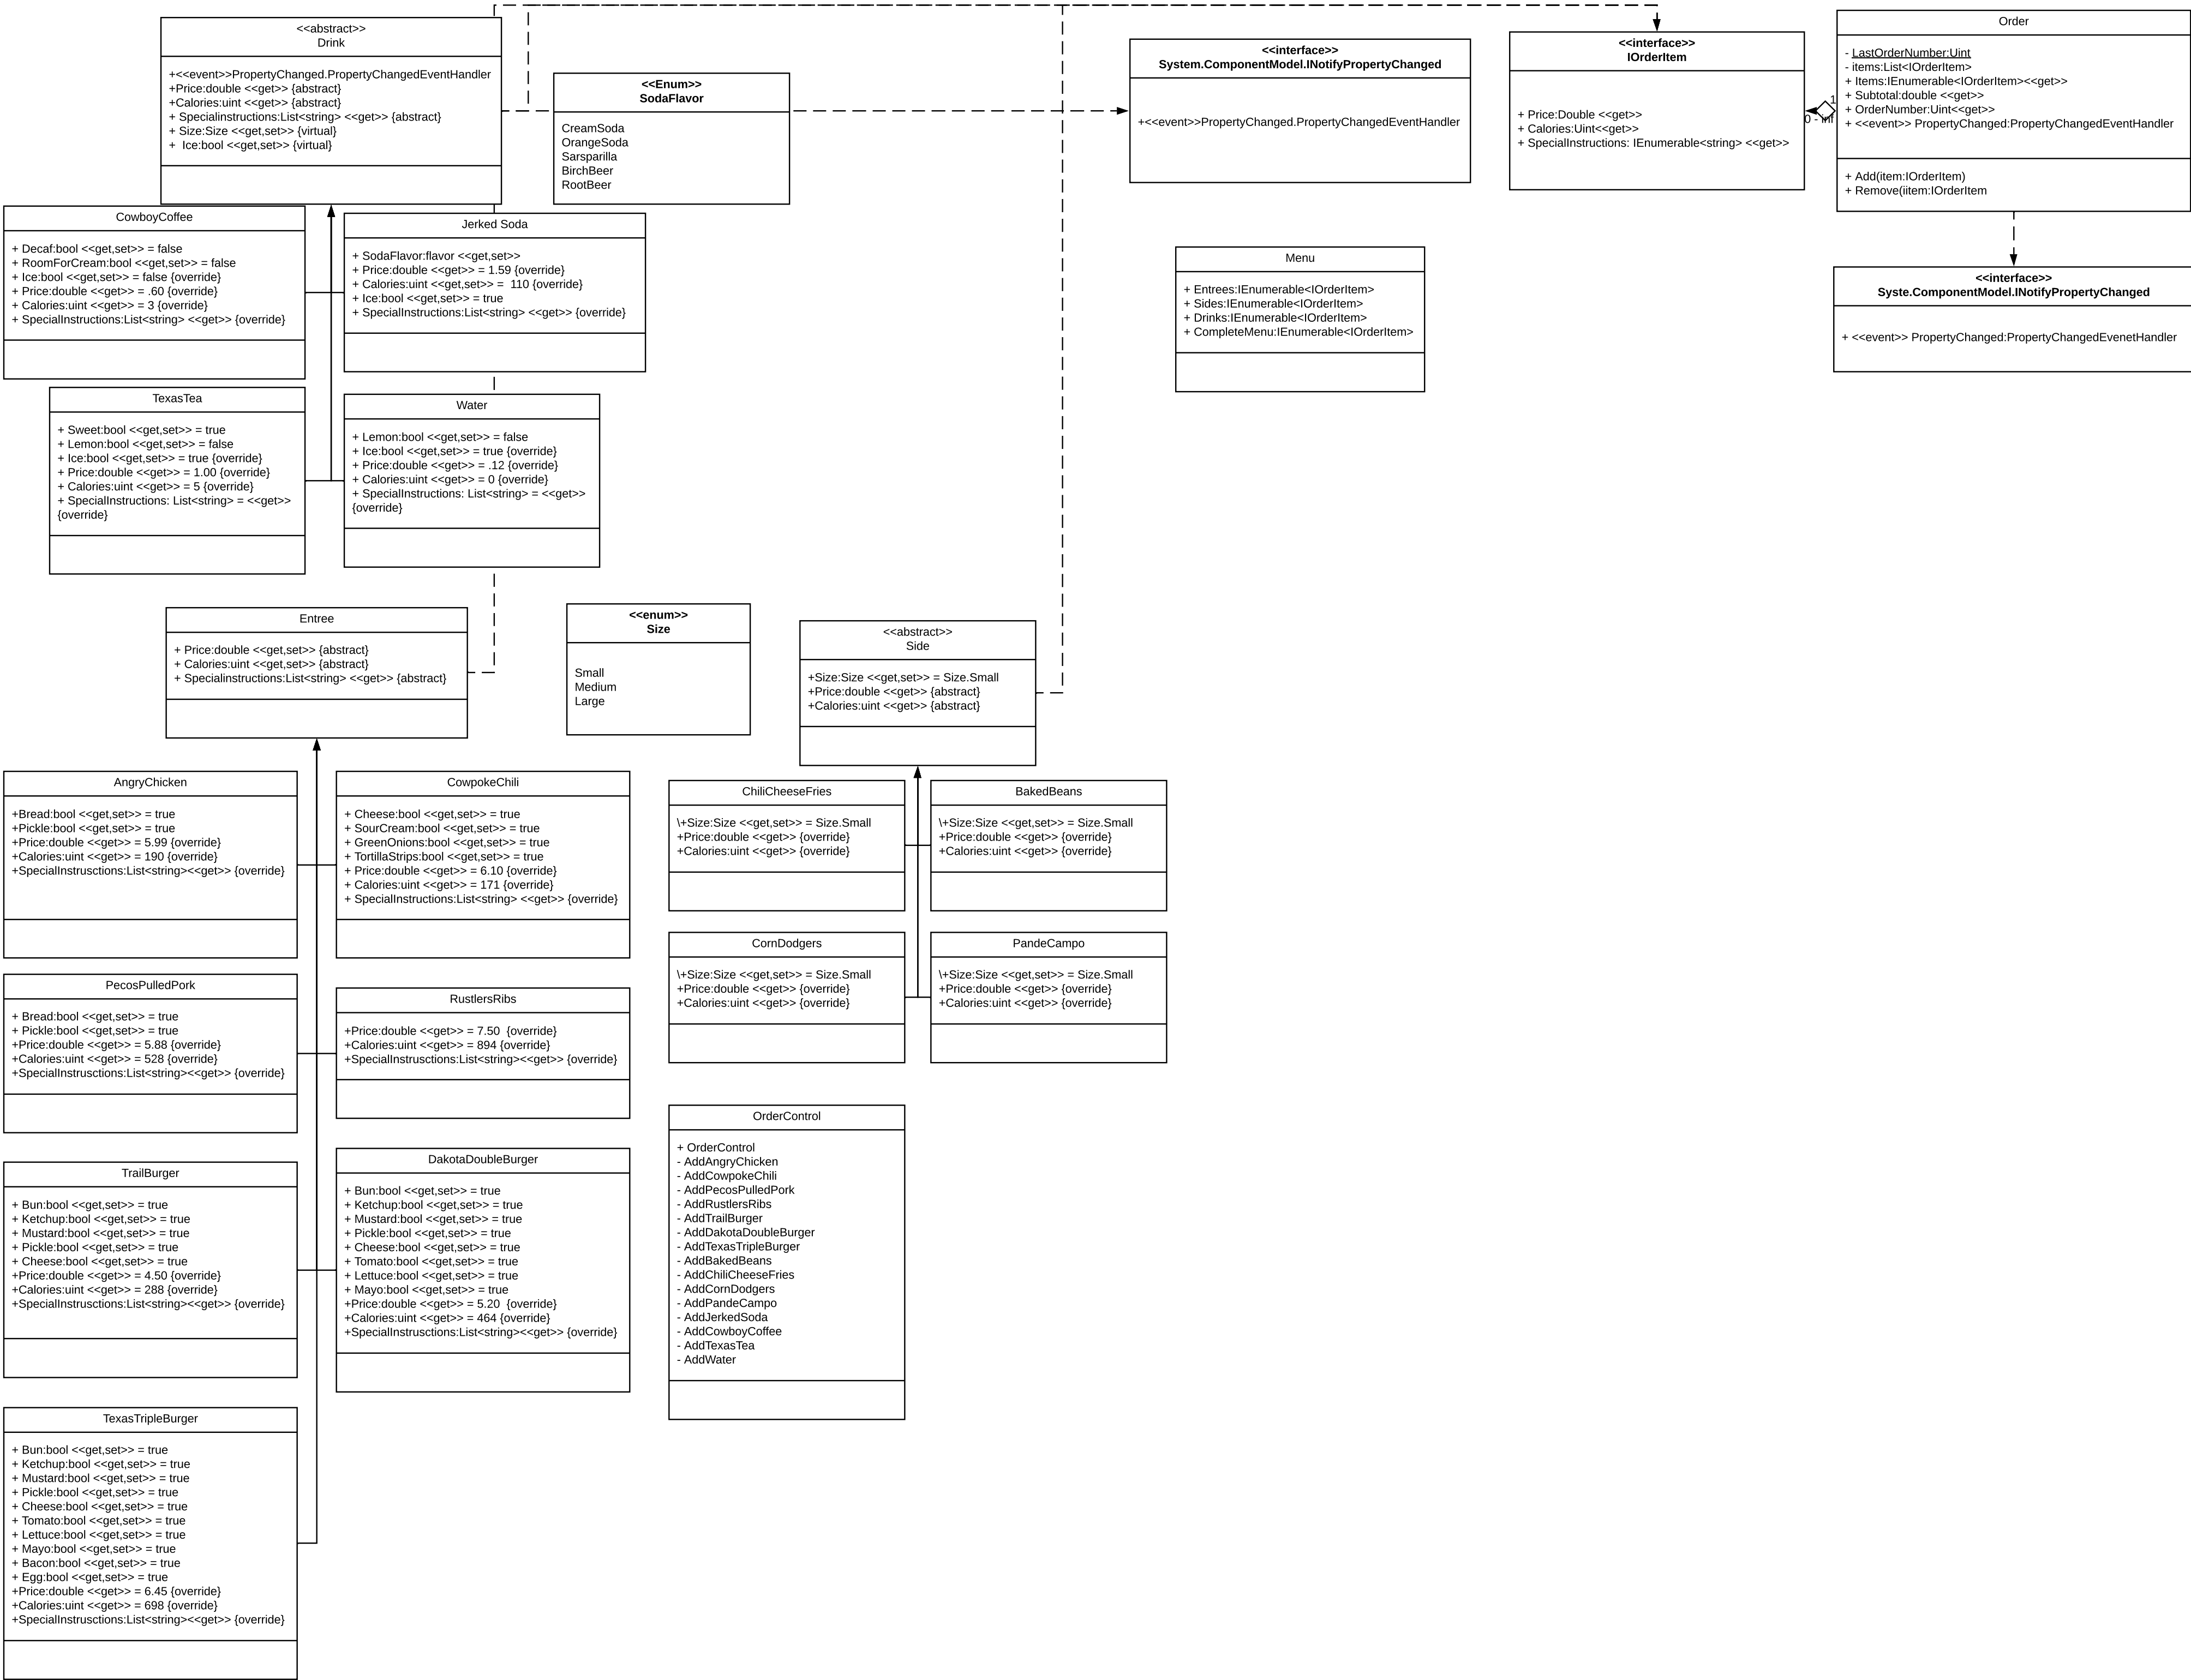 <<abstract>>
Drink
+<<event>>PropertyChanged.PropertyChangedEventHandler
+Price:double <<get>> {abstract}
+Calories:uint <<get>> {abstract}
+ Specialinstructions:List<string> <<get>> {abstract}
+ Size:Size <<get,set>> {virtual}
+  Ice:bool <<get,set>> {virtual}
<<Enum>>
SodaFlavor
CreamSoda
OrangeSoda
Sarsparilla
BirchBeer
RootBeer
<<interface>>
System.ComponentModel.INotifyPropertyChanged
+<<event>>PropertyChanged.PropertyChangedEventHandler
<<interface>>
IOrderItem
+ Price:Double <<get>>
+ Calories:Uint<<get>>
+ SpecialInstructions: IEnumerable<string> <<get>>
1
0 - inf
Order
- LastOrderNumber:Uint
- items:List<IOrderItem>
+ Items:IEnumerable<IOrderItem><<get>>
+ Subtotal:double <<get>>
+ OrderNumber:Uint<<get>>
+ <<event>> PropertyChanged:PropertyChangedEventHandler
+ Add(item:IOrderItem)
+ Remove(iitem:IOrderItem
CowboyCoffee
+ Decaf:bool <<get,set>> = false
+ RoomForCream:bool <<get,set>> = false
+ Ice:bool <<get,set>> = false {override}
+ Price:double <<get>> = .60 {override}
+ Calories:uint <<get>> = 3 {override}
+ SpecialInstructions:List<string> <<get>> {override}
Jerked Soda
+ SodaFlavor:flavor <<get,set>>
+ Price:double <<get>> = 1.59 {override}
+ Calories:uint <<get,set>> =  110 {override}
+ Ice:bool <<get,set>> = true
+ SpecialInstructions:List<string> <<get>> {override}
Menu
+ Entrees:IEnumerable<IOrderItem>
+ Sides:IEnumerable<IOrderItem>
+ Drinks:IEnumerable<IOrderItem>
+ CompleteMenu:IEnumerable<IOrderItem>
<<interface>>
Syste.ComponentModel.INotifyPropertyChanged
+ <<event>> PropertyChanged:PropertyChangedEvenetHandler
TexasTea
+ Sweet:bool <<get,set>> = true
+ Lemon:bool <<get,set>> = false
+ Ice:bool <<get,set>> = true {override}
+ Price:double <<get>> = 1.00 {override}
+ Calories:uint <<get>> = 5 {override}
+ SpecialInstructions: List<string> = <<get>>
{override}
Water
+ Lemon:bool <<get,set>> = false
+ Ice:bool <<get,set>> = true {override}
+ Price:double <<get>> = .12 {override}
+ Calories:uint <<get>> = 0 {override}
+ SpecialInstructions: List<string> = <<get>>
{override}
Entree
+ Price:double <<get,set>> {abstract}
+ Calories:uint <<get,set>> {abstract}
+ Specialinstructions:List<string> <<get>> {abstract}
<<enum>>
Size
Small
Medium
Large
<<abstract>>
Side
+Size:Size <<get,set>> = Size.Small
+Price:double <<get>> {abstract}
+Calories:uint <<get>> {abstract}
AngryChicken
+Bread:bool <<get,set>> = true
+Pickle:bool <<get,set>> = true
+Price:double <<get>> = 5.99 {override}
+Calories:uint <<get>> = 190 {override}
+SpecialInstrusctions:List<string><<get>> {override}
CowpokeChili
+ Cheese:bool <<get,set>> = true
+ SourCream:bool <<get,set>> = true
+ GreenOnions:bool <<get,set>> = true
+ TortillaStrips:bool <<get,set>> = true
+ Price:double <<get>> = 6.10 {override}
+ Calories:uint <<get>> = 171 {override}
+ SpecialInstructions:List<string> <<get>> {override}
ChiliCheeseFries
\+Size:Size <<get,set>> = Size.Small
+Price:double <<get>> {override}
+Calories:uint <<get>> {override}
BakedBeans
\+Size:Size <<get,set>> = Size.Small
+Price:double <<get>> {override}
+Calories:uint <<get>> {override}
CornDodgers
\+Size:Size <<get,set>> = Size.Small
+Price:double <<get>> {override}
+Calories:uint <<get>> {override}
PandeCampo
\+Size:Size <<get,set>> = Size.Small
+Price:double <<get>> {override}
+Calories:uint <<get>> {override}
PecosPulledPork
+ Bread:bool <<get,set>> = true
+ Pickle:bool <<get,set>> = true
+Price:double <<get>> = 5.88 {override}
+Calories:uint <<get>> = 528 {override}
+SpecialInstrusctions:List<string><<get>> {override}
RustlersRibs
+Price:double <<get>> = 7.50  {override}
+Calories:uint <<get>> = 894 {override}
+SpecialInstrusctions:List<string><<get>> {override}
TrailBurger
+ Bun:bool <<get,set>> = true
+ Ketchup:bool <<get,set>> = true
+ Mustard:bool <<get,set>> = true
+ Pickle:bool <<get,set>> = true
+ Cheese:bool <<get,set>> = true
+Price:double <<get>> = 4.50 {override}
+Calories:uint <<get>> = 288 {override}
+SpecialInstrusctions:List<string><<get>> {override}
DakotaDoubleBurger
+ Bun:bool <<get,set>> = true
+ Ketchup:bool <<get,set>> = true
+ Mustard:bool <<get,set>> = true
+ Pickle:bool <<get,set>> = true
+ Cheese:bool <<get,set>> = true
+ Tomato:bool <<get,set>> = true
+ Lettuce:bool <<get,set>> = true
+ Mayo:bool <<get,set>> = true
+Price:double <<get>> = 5.20  {override}
+Calories:uint <<get>> = 464 {override}
+SpecialInstrusctions:List<string><<get>> {override}
OrderControl
+ OrderControl
- AddAngryChicken
- AddCowpokeChili
- AddPecosPulledPork
- AddRustlersRibs
- AddTrailBurger
- AddDakotaDoubleBurger
- AddTexasTripleBurger
- AddBakedBeans
- AddChiliCheeseFries
- AddCornDodgers
- AddPandeCampo
- AddJerkedSoda
- AddCowboyCoffee
- AddTexasTea
- AddWater
TexasTripleBurger
+ Bun:bool <<get,set>> = true
+ Ketchup:bool <<get,set>> = true
+ Mustard:bool <<get,set>> = true
+ Pickle:bool <<get,set>> = true
+ Cheese:bool <<get,set>> = true
+ Tomato:bool <<get,set>> = true
+ Lettuce:bool <<get,set>> = true
+ Mayo:bool <<get,set>> = true
+ Bacon:bool <<get,set>> = true
+ Egg:bool <<get,set>> = true
+Price:double <<get>> = 6.45 {override}
+Calories:uint <<get>> = 698 {override}
+SpecialInstrusctions:List<string><<get>> {override}